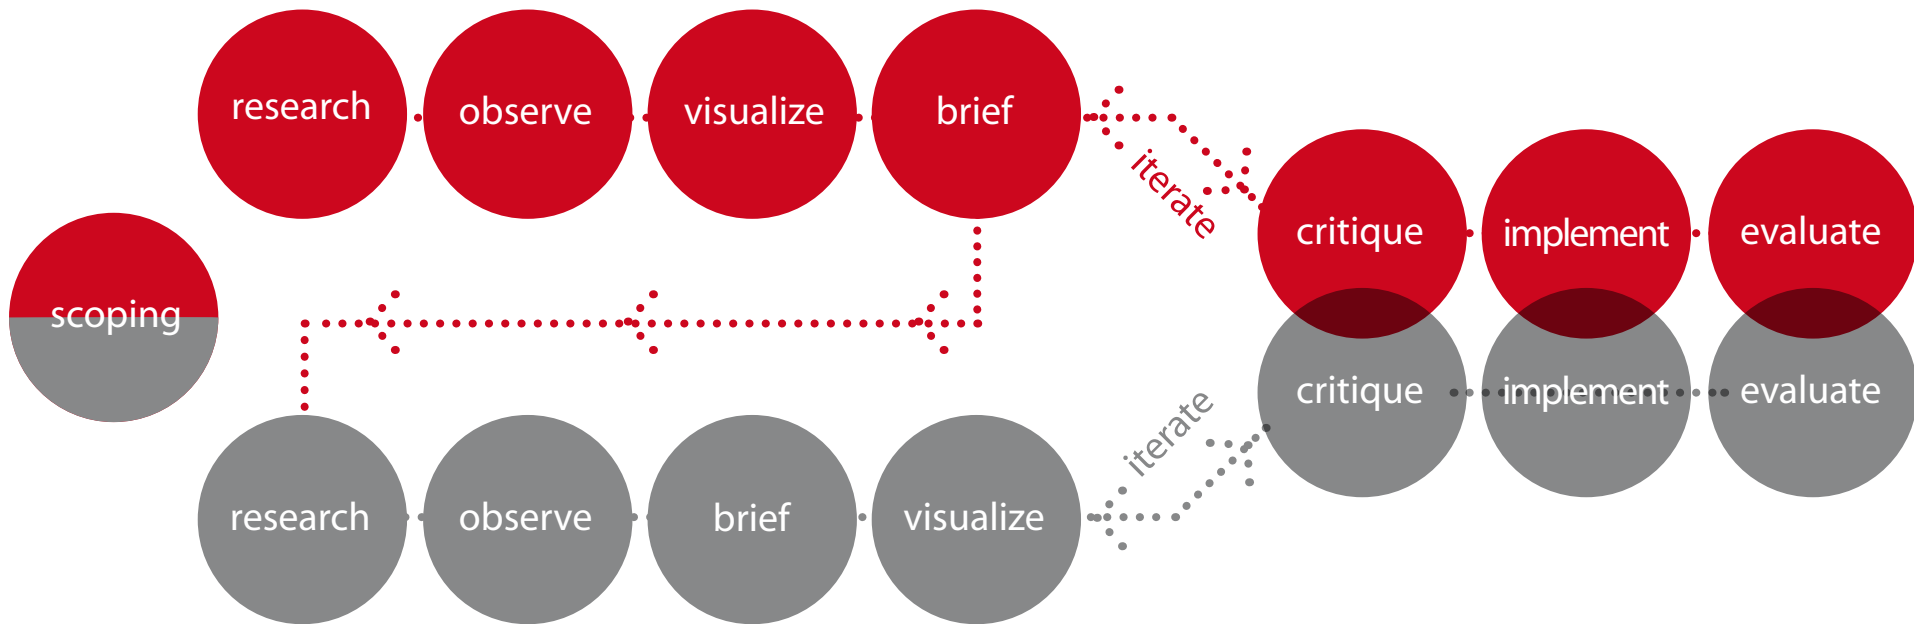 research
observe
visualize
brief
iterate
critique
implement
evaluate
scoping
research
observe
brief
visualize
iterate
critique
implement
evaluate